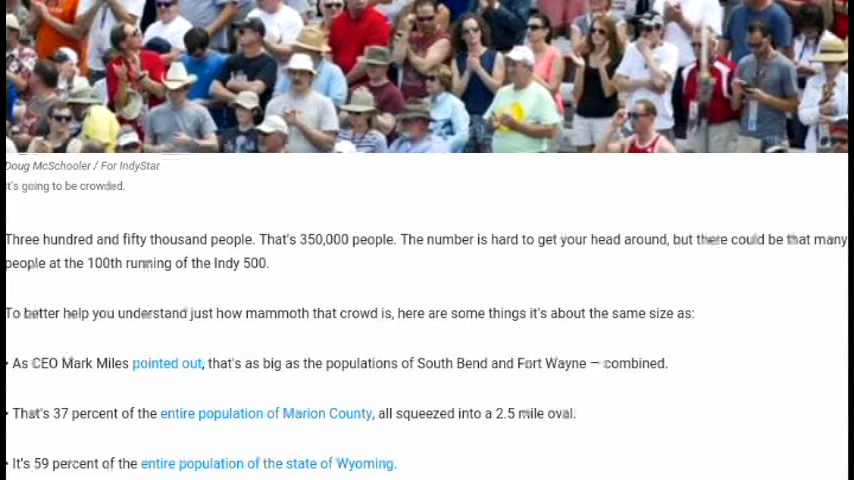 Doug McSchooler / For IndyStar
It's going to be crowded.
Three hundred and fifty thousand people. That's 350,000 people. The number is hard to get your head around, but there could be that many
people at the 100th running of the Indy 500.
To better help you understand just how mammoth that crowd is, here are some things it's about the same size as:
• As CEO Mark Miles pointed out, that's as big as the populations of South Bend and Fort Wayne — combined.
• That's 37 percent of the entire population of Marion County, all squeezed into a 2.5 mile oval.
• It's 59 percent of the entire population of the state of Wyoming.